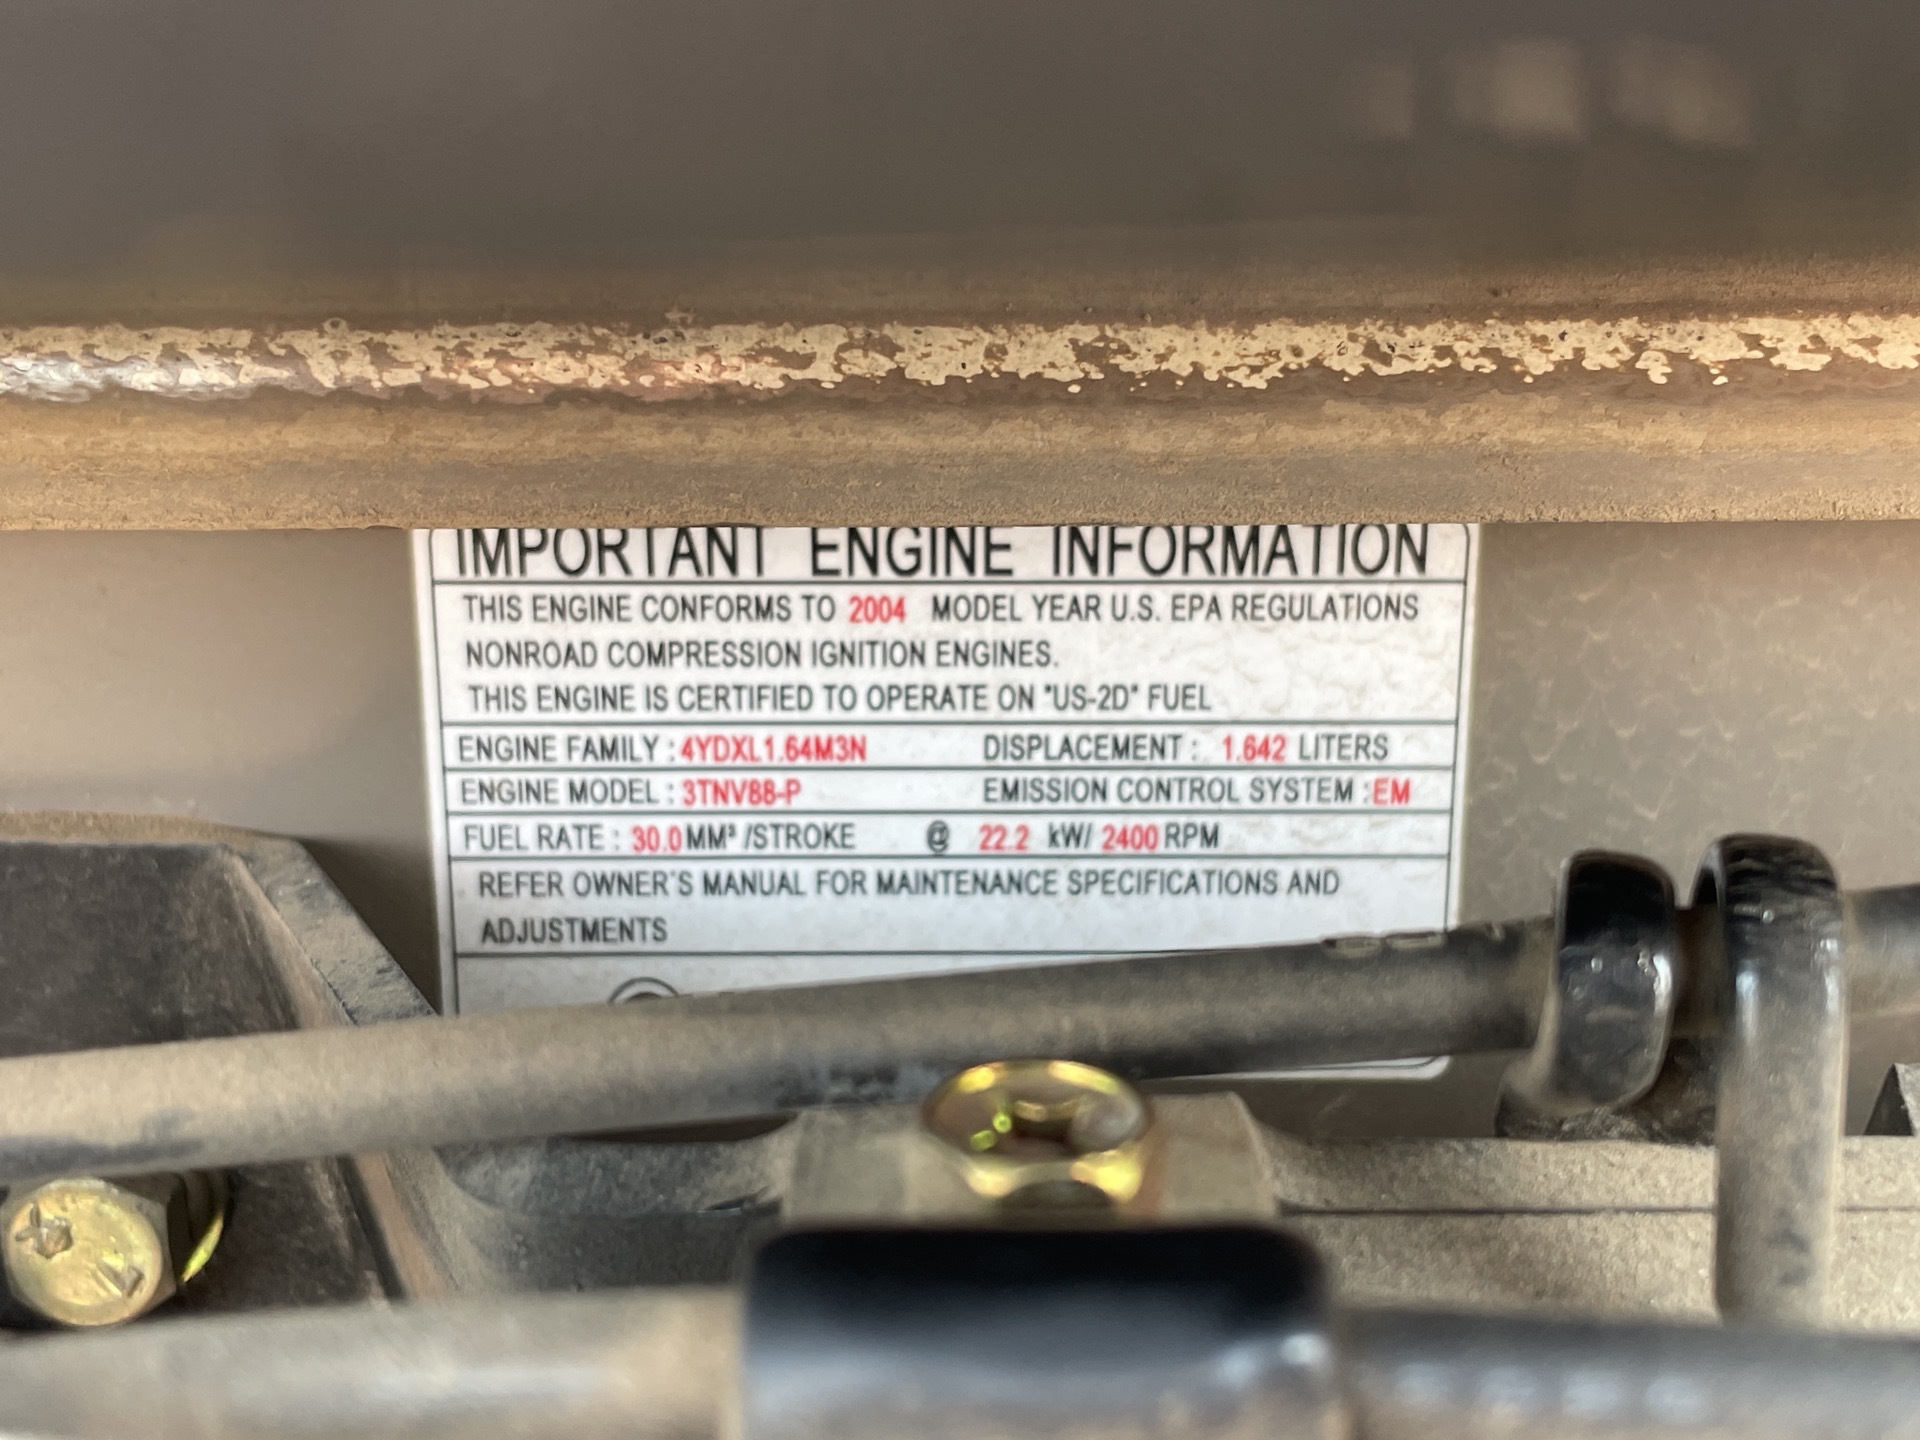 IMPORTANT ENGINE INFORMATION
THIS ENGINE CONFORMS TO 2004 MODEL YEAR U.S. EPA REGULATIONS
NONROAD COMPRESSION IGNITION ENGINES.
THIS ENGINE IS CERTIFIED TO OPERATE ON "US-2D" FUEL
ENGINE FAMILY : 4YDXL1.64M3N DISPLACEMENT : 1.642 LITERS
ENGINE MODEL : 3TNV88-P EMISSION CONTROL SYSTEM : EM
FUEL RATE : 30.0 MM³ /STROKE @ 22.2 kW/ 2400 RPM
REFER OWNER'S MANUAL FOR MAINTENANCE SPECIFICATIONS AND
ADJUSTMENTS